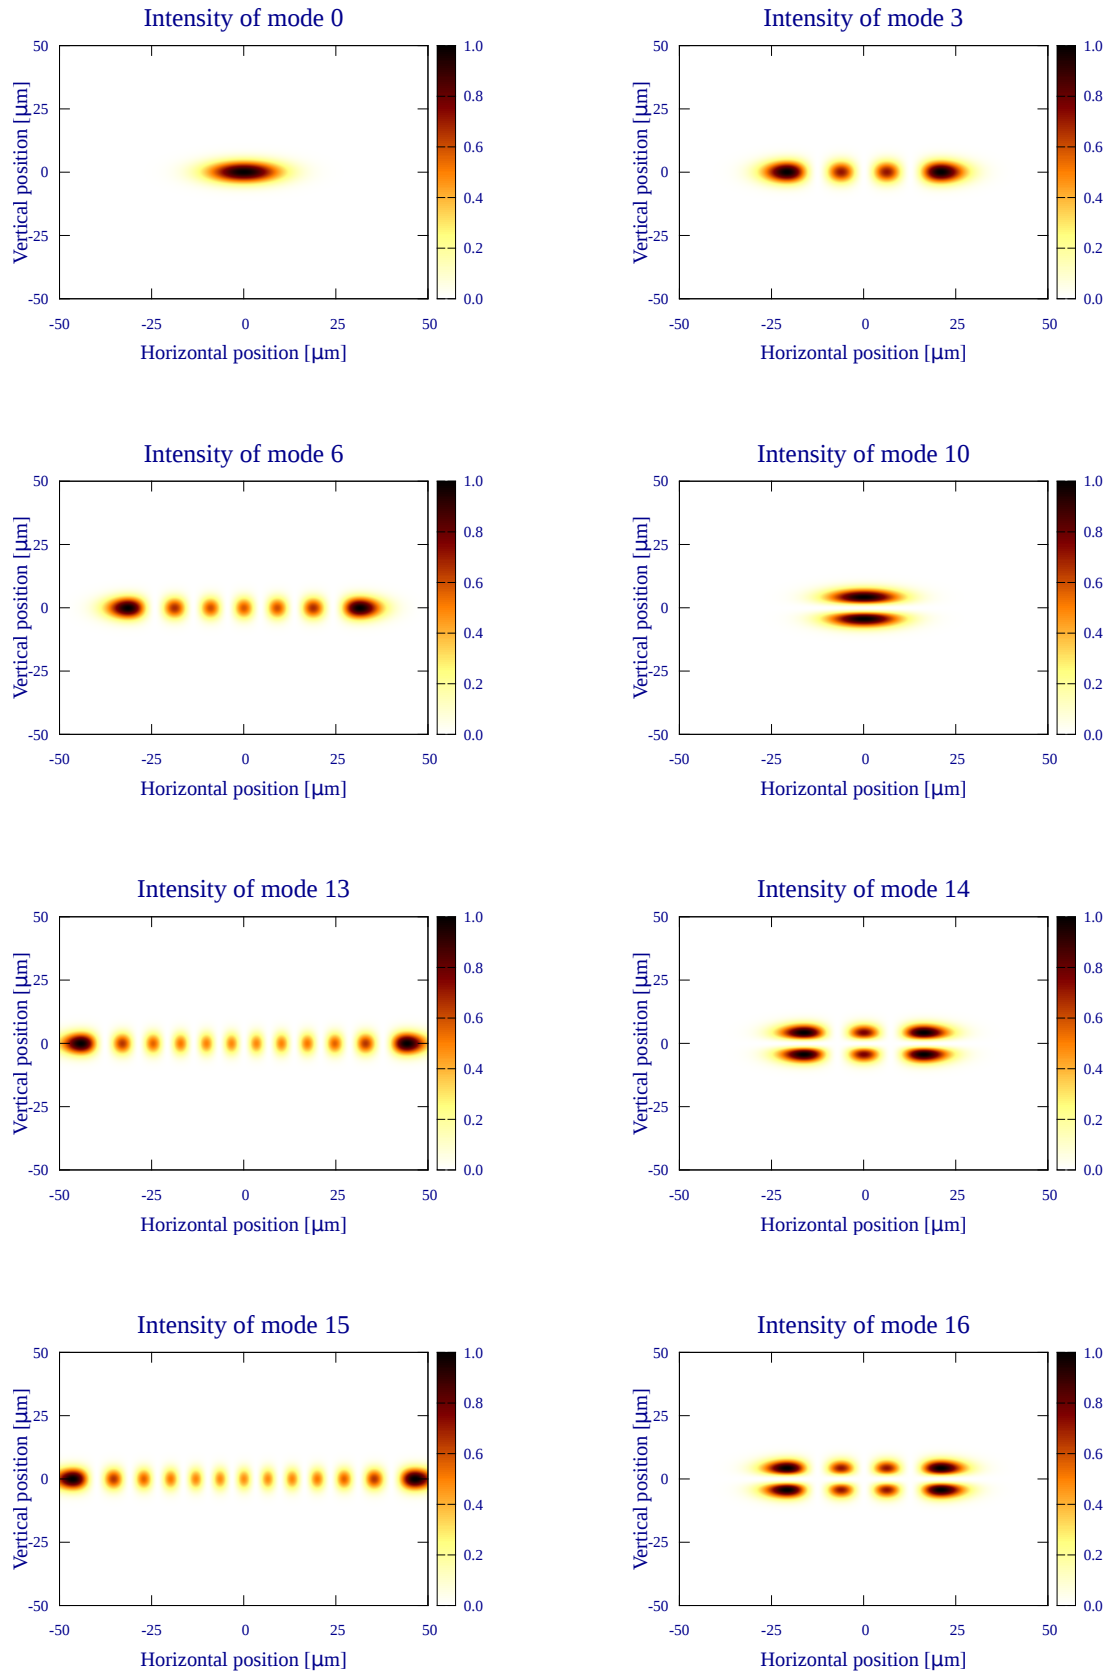 Intensity of mode 0
50
25
0
-25
-50
Vertical position [µm]
-50 -25 0 25 50
Horizontal position [µm]
1.0
0.8
0.6
0.4
0.2
0.0
Intensity of mode 3
50
25
0
-25
-50
Vertical position [µm]
-50 -25 0 25 50
Horizontal position [µm]
1.0
0.8
0.6
0.4
0.2
0.0
Intensity of mode 6
50
25
0
-25
-50
Vertical position [µm]
-50 -25 0 25 50
Horizontal position [µm]
1.0
0.8
0.6
0.4
0.2
0.0
Intensity of mode 10
50
25
0
-25
-50
Vertical position [µm]
-50 -25 0 25 50
Horizontal position [µm]
1.0
0.8
0.6
0.4
0.2
0.0
Intensity of mode 13
50
25
0
-25
-50
Vertical position [µm]
-50 -25 0 25 50
Horizontal position [µm]
1.0
0.8
0.6
0.4
0.2
0.0
Intensity of mode 14
50
25
0
-25
-50
Vertical position [µm]
-50 -25 0 25 50
Horizontal position [µm]
1.0
0.8
0.6
0.4
0.2
0.0
Intensity of mode 15
50
25
0
-25
-50
Vertical position [µm]
-50 -25 0 25 50
Horizontal position [µm]
1.0
0.8
0.6
0.4
0.2
0.0
Intensity of mode 16
50
25
0
-25
-50
Vertical position [µm]
-50 -25 0 25 50
Horizontal position [µm]
1.0
0.8
0.6
0.4
0.2
0.0